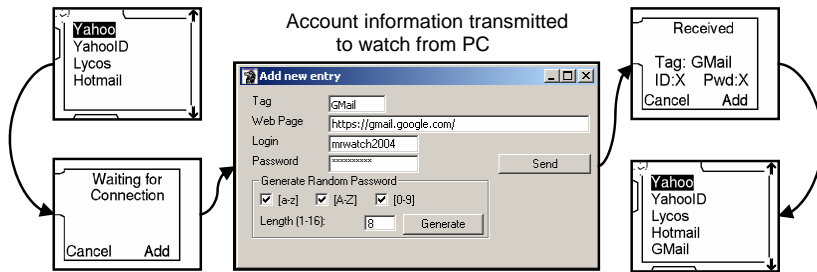 Account information transmitted
to watch from PC
Yahoo
YahooID
Lycos
Hotmail
Waiting for
Connection
Cancel Add
Add new entry
Tag GMail
Web Page https://gmail.google.com/
Login mrwatch2004
Password **********
Send
Generate Random Password
[a-z] [A-Z] [0-9]
Length (1-16): 8 Generate
Received
Tag: GMail
ID:X Pwd:X
Cancel Add
Yahoo
YahooID
Lycos
Hotmail
GMail